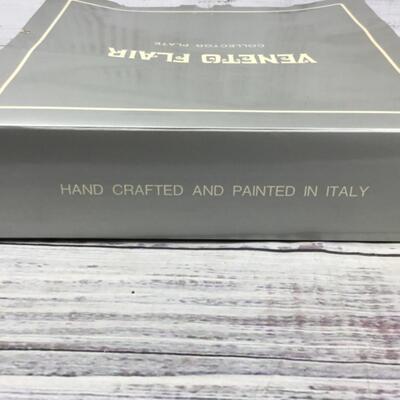 VENETO FLAIR
COLLECTOR PLATE
HAND CRAFTED AND PAINTED IN ITALY